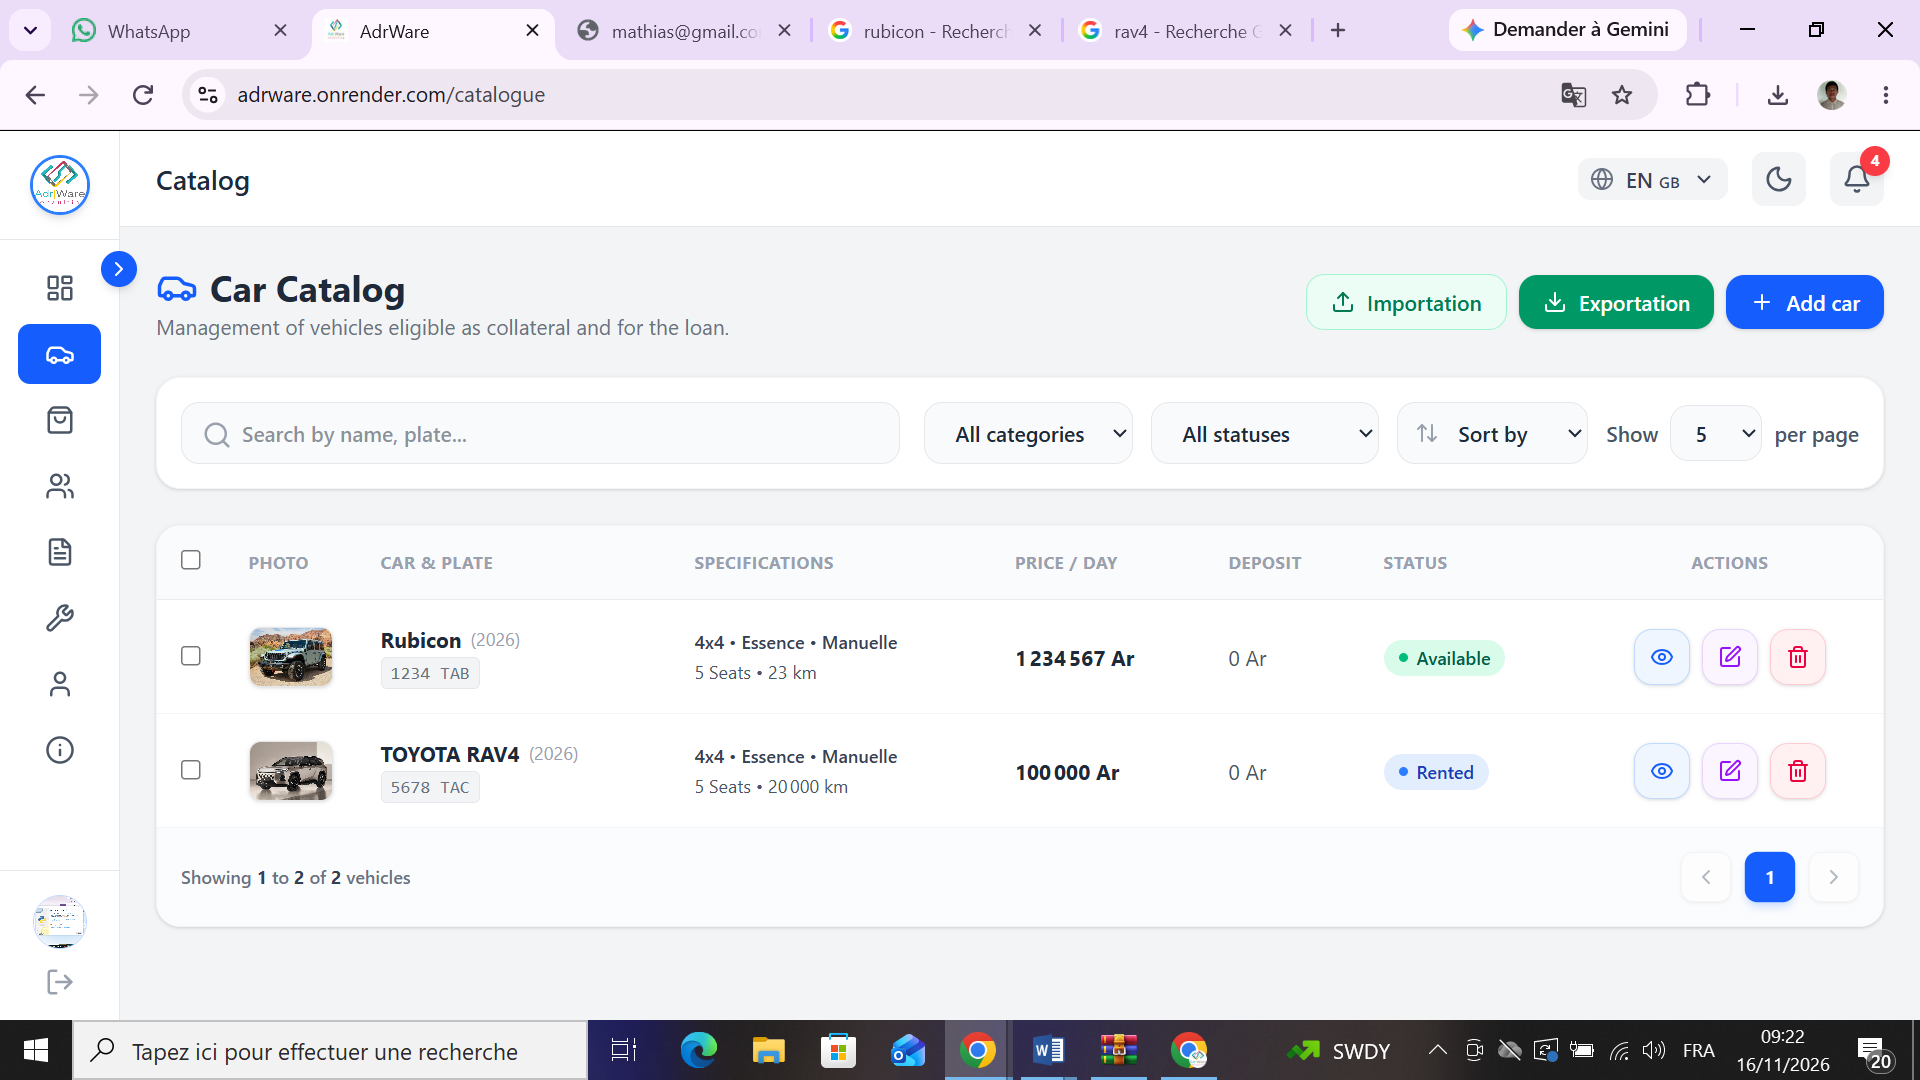 WhatsApp
AdrWare
mathias@gmail.co
rubicon - Recherch
rav4 - Recherche G
Demander à Gemini
adrware.onrender.com/catalogue
AdrWare
Catalog
EN GB
4
Car Catalog
Management of vehicles eligible as collateral and for the loan.
Importation
Exportation
Add car
Search by name, plate...
All categories
All statuses
Sort by
Show
5
per page
PHOTO
CAR & PLATE
SPECIFICATIONS
PRICE / DAY
DEPOSIT
STATUS
ACTIONS
Rubicon (2026)
1234 TAB
4x4 • Essence • Manuelle
5 Seats • 23 km
1 234 567 Ar
0 Ar
Available
TOYOTA RAV4 (2026)
5678 TAC
4x4 • Essence • Manuelle
5 Seats • 20 000 km
100 000 Ar
0 Ar
Rented
Showing 1 to 2 of 2 vehicles
1
Tapez ici pour effectuer une recherche
SWDY
FRA
09:22
16/11/2026
20